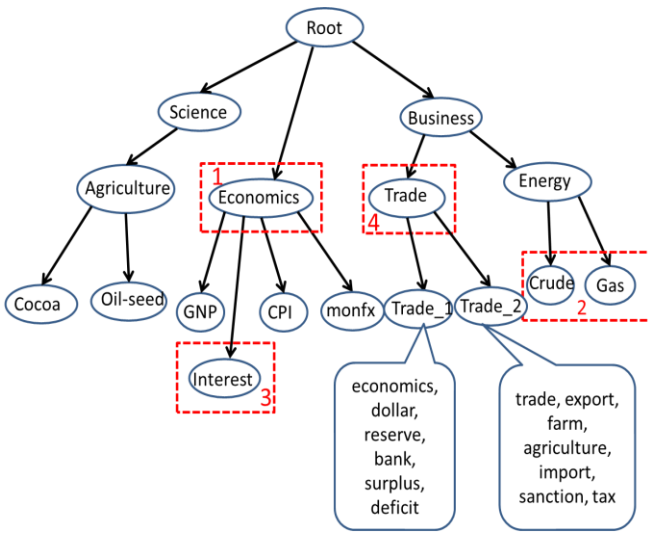 Root
Science
Business
Agriculture
1
Economics
Trade
4
Energy
Cocoa
Oil-seed
GNP
CPI
monfx
Trade_1
Trade_2
Crude
Gas
2
Interest
3
economics,
dollar,
reserve,
bank,
surplus,
deficit
trade, export,
farm,
agriculture,
import,
sanction, tax